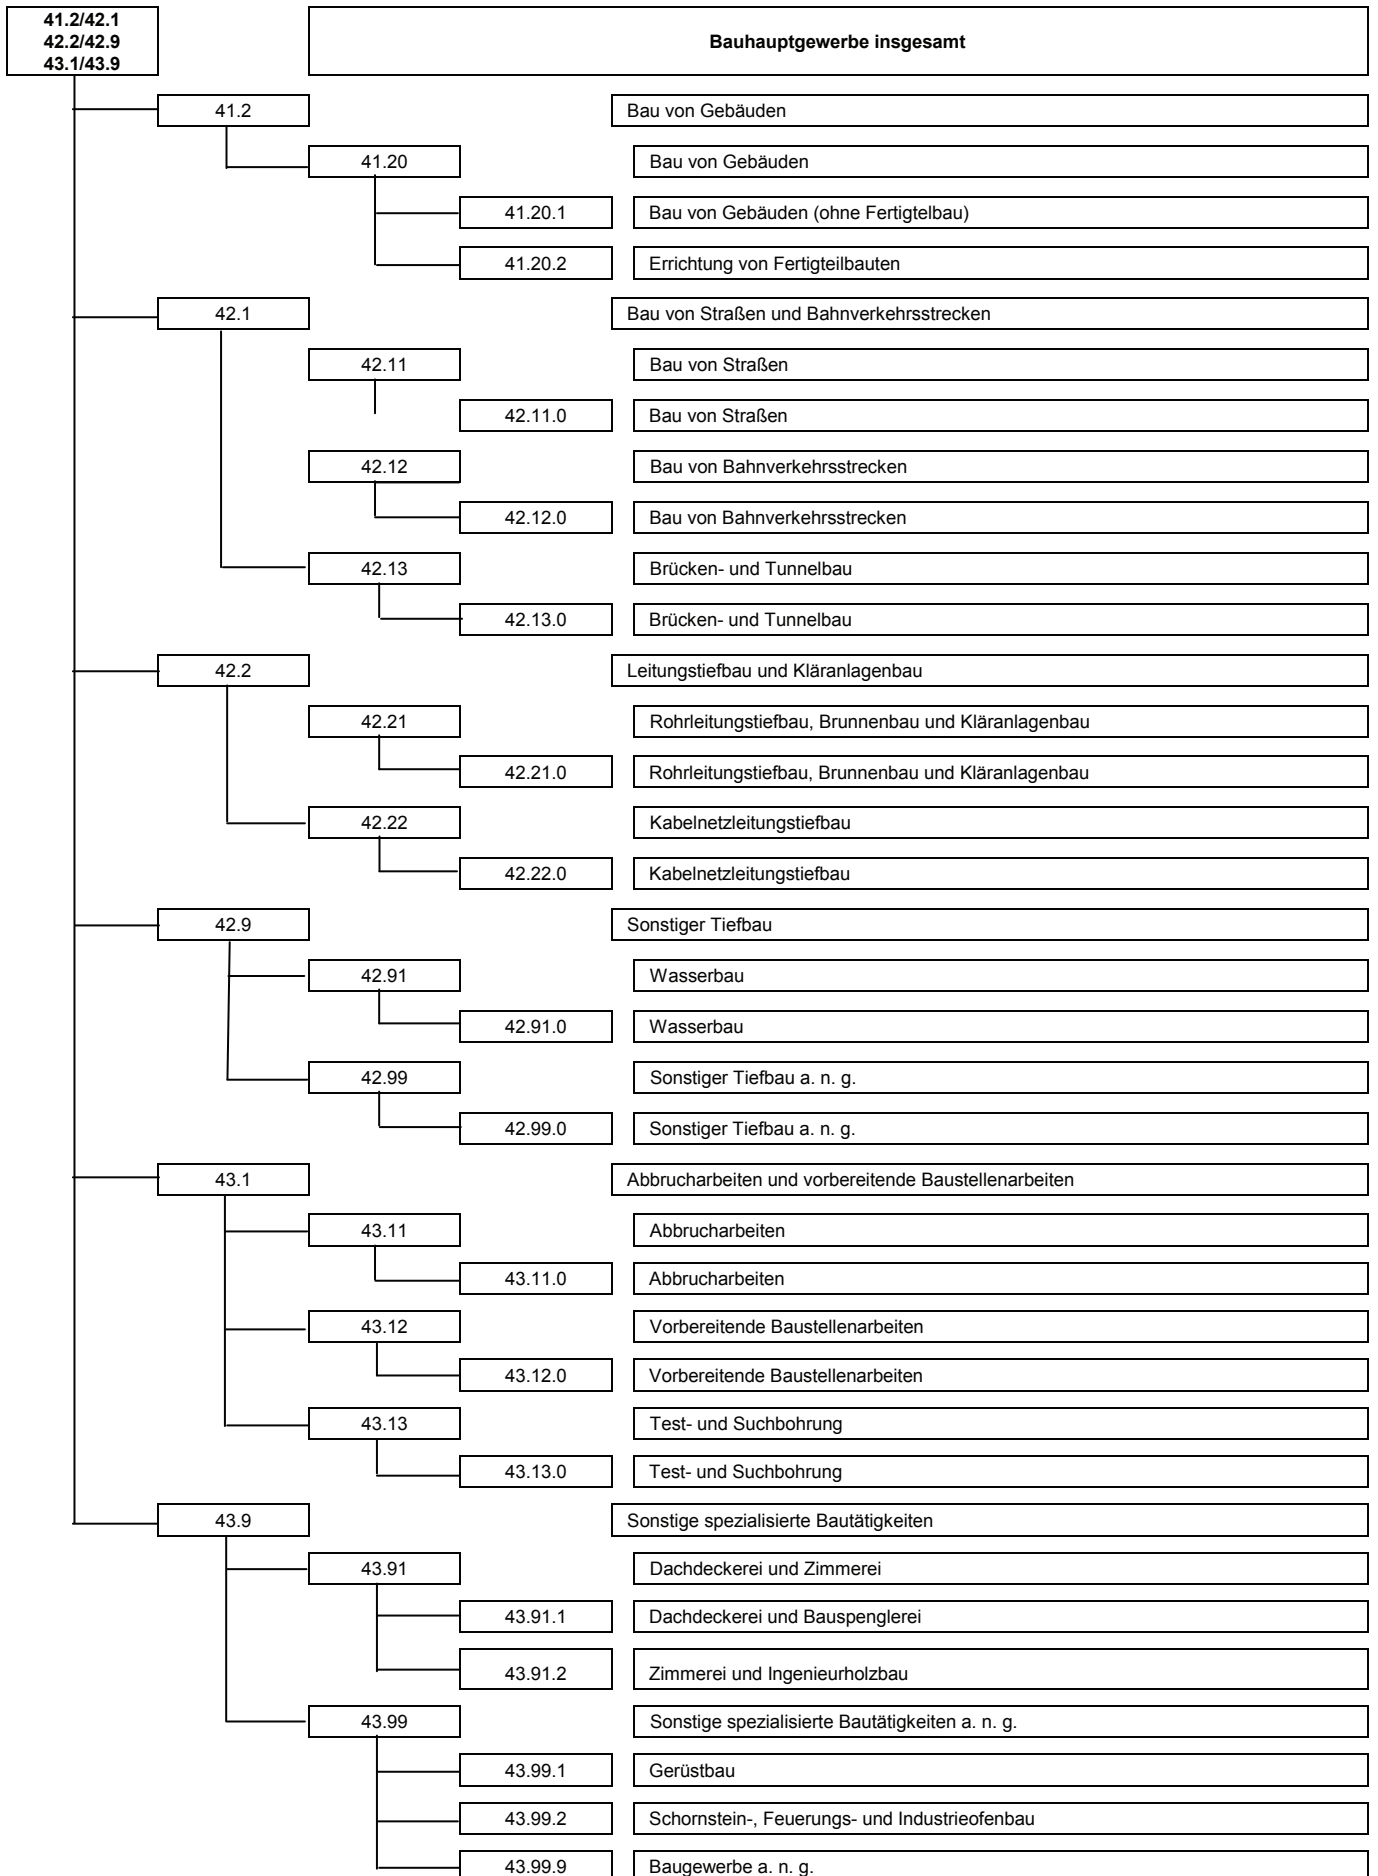 41.2/42.1
42.2/42.9
43.1/43.9
Bauhauptgewerbe insgesamt
41.2 Bau von Gebäuden
41.20 Bau von Gebäuden
41.20.1 Bau von Gebäuden (ohne Fertigtelbau)
41.20.2 Errichtung von Fertigteilbauten
42.1 Bau von Straßen und Bahnverkehrsstrecken
42.11 Bau von Straßen
42.11.0 Bau von Straßen
42.12 Bau von Bahnverkehrsstrecken
42.12.0 Bau von Bahnverkehrsstrecken
42.13 Brücken- und Tunnelbau
42.13.0 Brücken- und Tunnelbau
42.2 Leitungstiefbau und Kläranlagenbau
42.21 Rohrleitungstiefbau, Brunnenbau und Kläranlagenbau
42.21.0 Rohrleitungstiefbau, Brunnenbau und Kläranlagenbau
42.22 Kabelnetzleitungstiefbau
42.22.0 Kabelnetzleitungstiefbau
42.9 Sonstiger Tiefbau
42.91 Wasserbau
42.91.0 Wasserbau
42.99 Sonstiger Tiefbau a. n. g.
42.99.0 Sonstiger Tiefbau a. n. g.
43.1 Abbrucharbeiten und vorbereitende Baustellenarbeiten
43.11 Abbrucharbeiten
43.11.0 Abbrucharbeiten
43.12 Vorbereitende Baustellenarbeiten
43.12.0 Vorbereitende Baustellenarbeiten
43.13 Test- und Suchbohrung
43.13.0 Test- und Suchbohrung
43.9 Sonstige spezialisierte Bautätigkeiten
43.91 Dachdeckerei und Zimmerei
43.91.1 Dachdeckerei und Bauspenglerei
43.91.2 Zimmerei und Ingenieurholzbau
43.99 Sonstige spezialisierte Bautätigkeiten a. n. g.
43.99.1 Gerüstbau
43.99.2 Schornstein-, Feuerungs- und Industrieofenbau
43.99.9 Baugewerbe a. n. g.